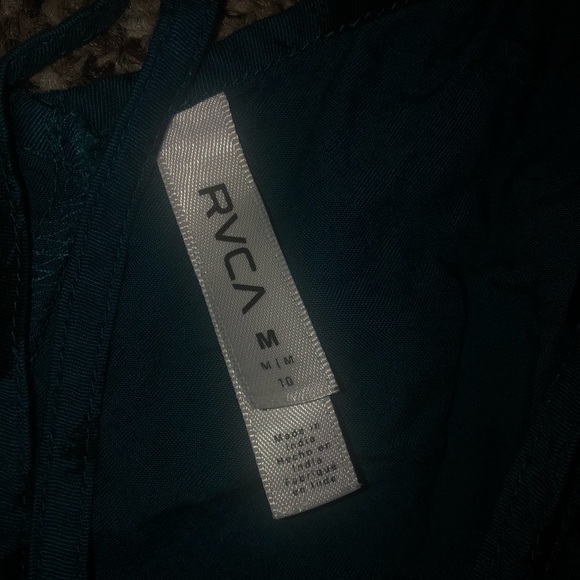 RVCA
M
M | M
10
Made in
India
Hecho en
India
Fabriqué
en Inde